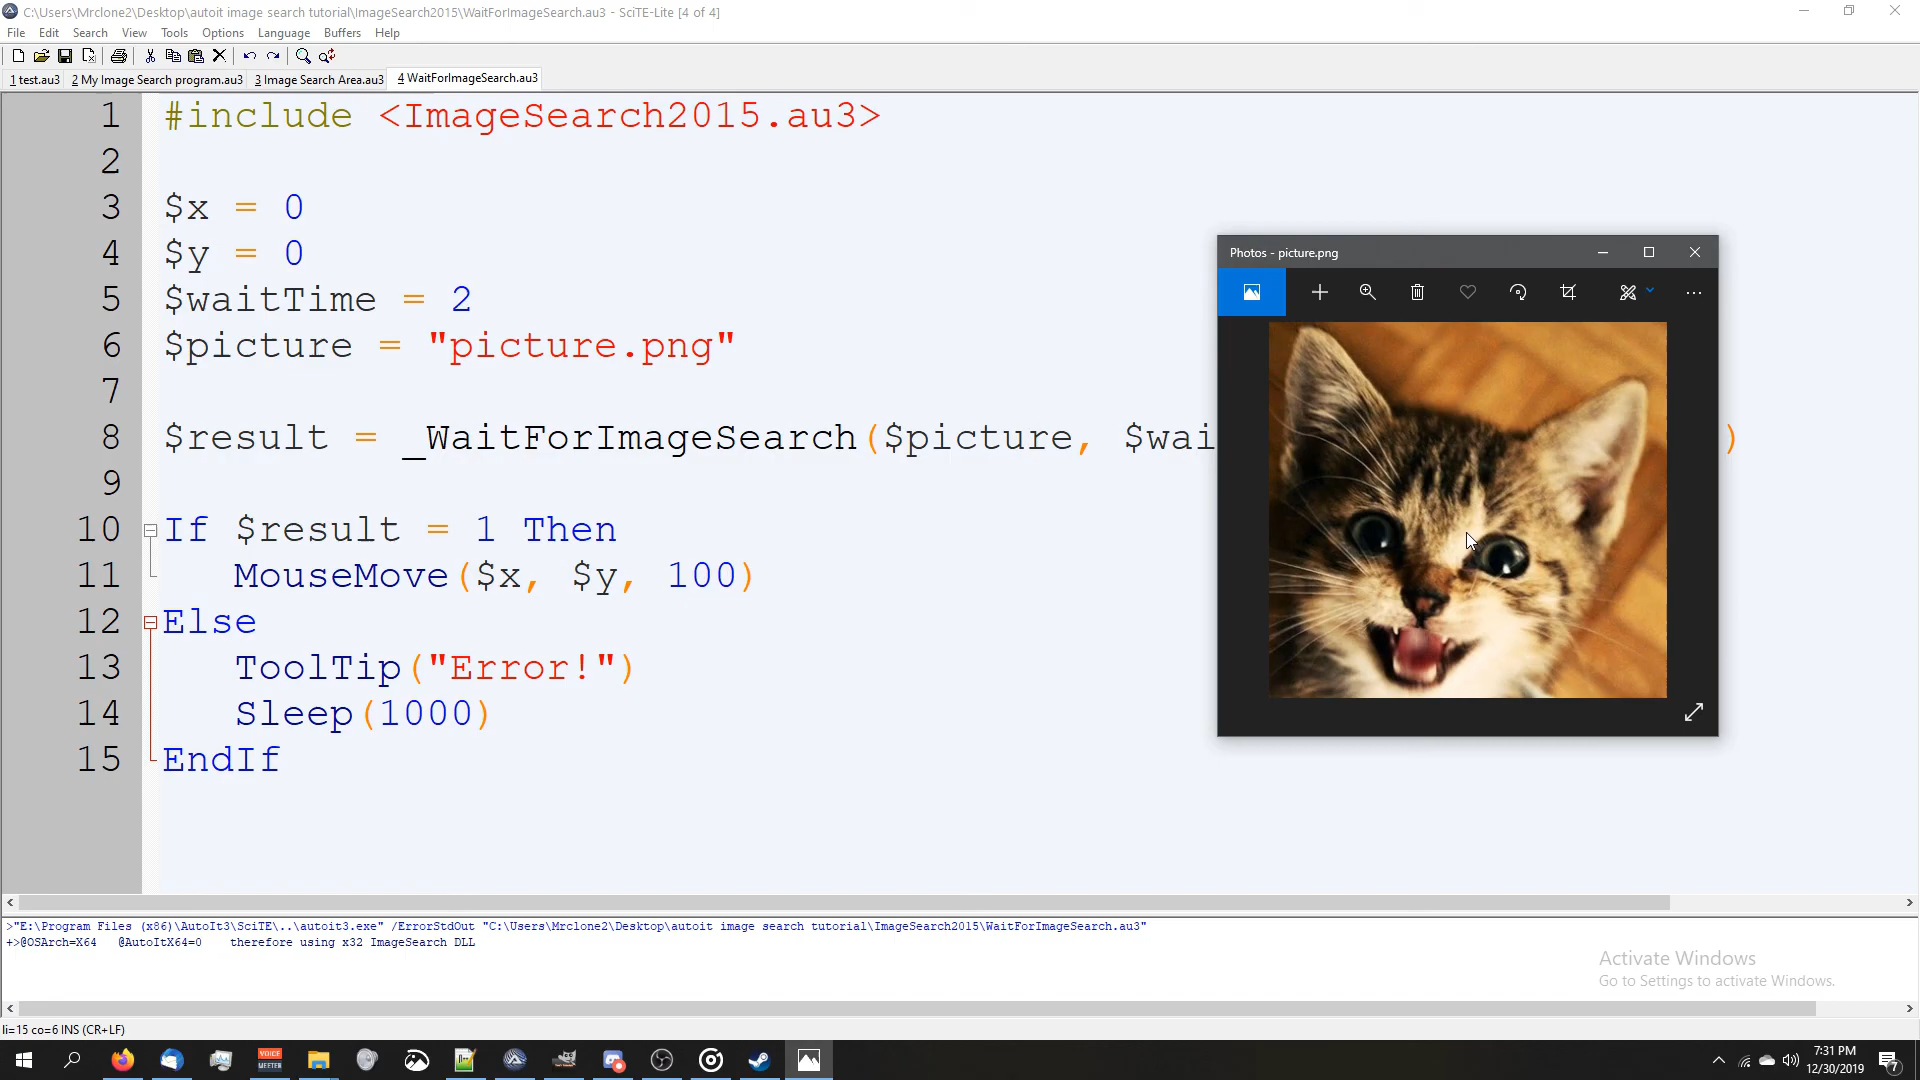 C:\Users\Mrclone2\Desktop\autoit image search tutorial\ImageSearch2015\WaitForImageSearch.au3 - SciTE-Lite [4 of 4]
File Edit Search View Tools Options Language Buffers Help
1 test.au3 2 My Image Search program.au3 3 Image Search Area.au3 4 WaitForImageSearch.au3
1 #include <ImageSearch2015.au3>
2
3 $x = 0
4 $y = 0
5 $waitTime = 2
6 $picture = "picture.png"
7
8 $result = _WaitForImageSearch($picture, $wai )
9
10 If $result = 1 Then
11 MouseMove($x, $y, 100)
12 Else
13 ToolTip("Error!")
14 Sleep(1000)
15 EndIf
Photos - picture.png
>"E:\Program Files (x86)\AutoIt3\SciTE\..\autoit3.exe" /ErrorStdOut "C:\Users\Mrclone2\Desktop\autoit image search tutorial\ImageSearch2015\WaitForImageSearch.au3"
+>@OSArch=X64 @AutoItX64=0 therefore using x32 ImageSearch DLL
Activate Windows
Go to Settings to activate Windows.
li=15 co=6 INS (CR+LF)
VOICE
MEETER
7:31 PM
12/30/2019
7